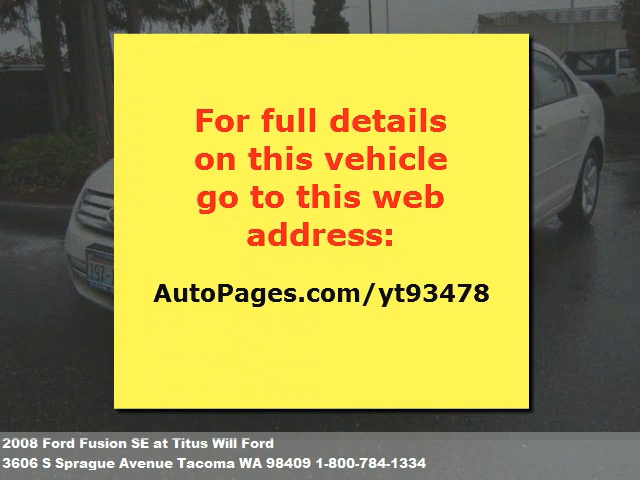 For full details
on this vehicle
go to this web
address:
AutoPages.com/yt93478
2008 Ford Fusion SE at Titus Will Ford
3606 S Sprague Avenue Tacoma WA 98409 1-800-784-1334